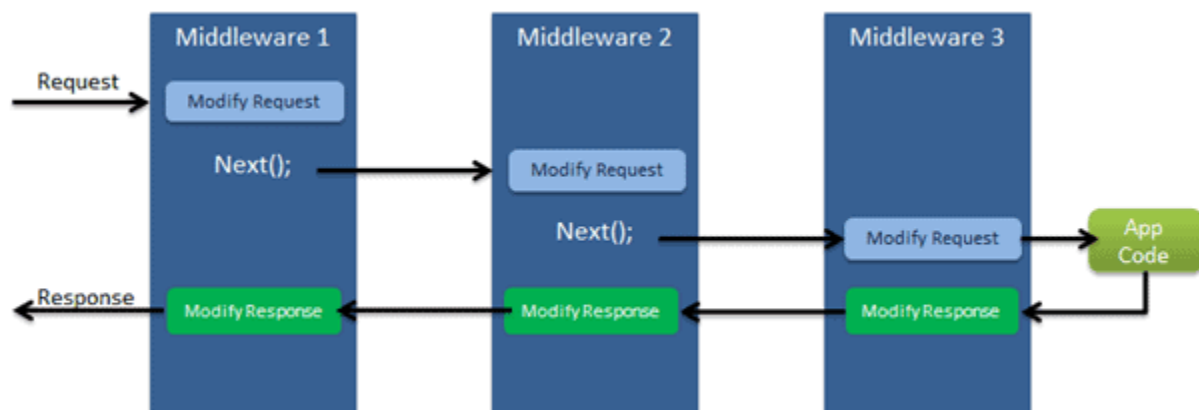 Middleware 1
Middleware 2
Middleware 3
Request
Modify Request
Next();
Modify Request
Next();
Modify Request
App
Code
Response
Modify Response
Modify Response
Modify Response